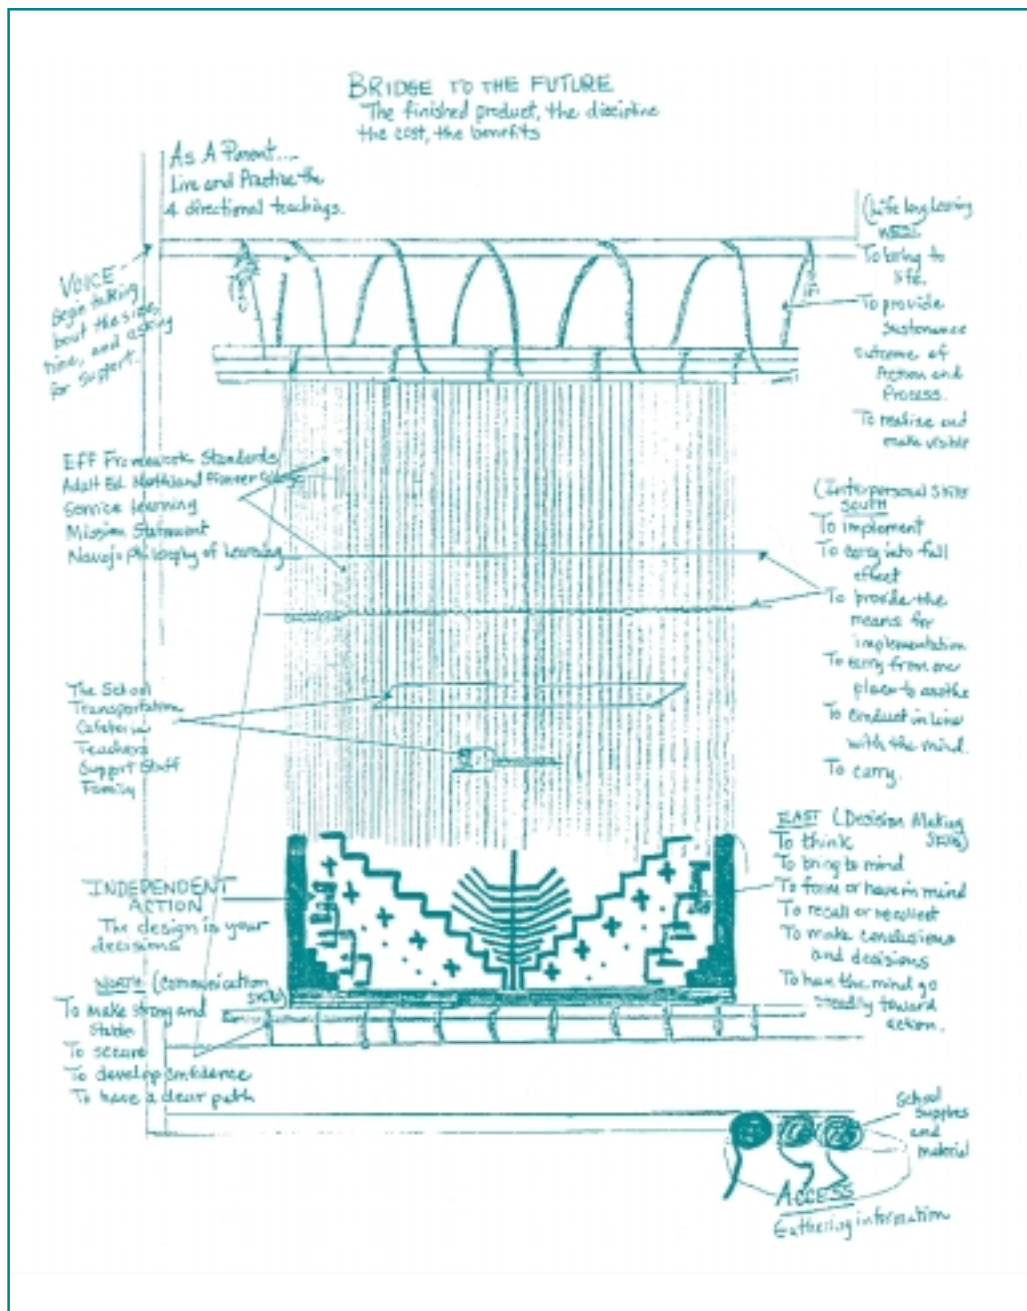 BRIDGE TO THE FUTURE
The finished product, the discipline
the cost, the benefits
As A Parent...
Live and Practice the
4 directional teachings.
VOICE
Begin talking
bout the size,
time, and asking
for support.
(Life long learning
WEST
To bring to
life.
To provide
Sustenance
outcome of
Action and
Process.
To realize and
make visible
EFF Framework Standards
Adult Ed. Northland Pioneer College
Service Learning
Mission Statement
Navajo Philosophy of Learning
(Interpersonal Skills
SOUTH
To implement
To carry into full
effect
To provide the
means for
implementation
To carry from one
place to anothe
To conduct in line
with the mind.
To carry.
The School
Transportation
Cafeteria
Teachers
Support Staff
Family
EAST (Decision Making
Skills)
To think
To bring to mind
To form or have in mind
To recall or recollect
To make conclusions
and decisions
To have the mind go
steadily toward
action.
INDEPENDENT
ACTION
The design is your
decisions
NORTH (communication
skills)
To make strong and
stable
To secure
To develop confidence
To have a clear path
School
Supplies
and
material
ACCESS
Gathering information